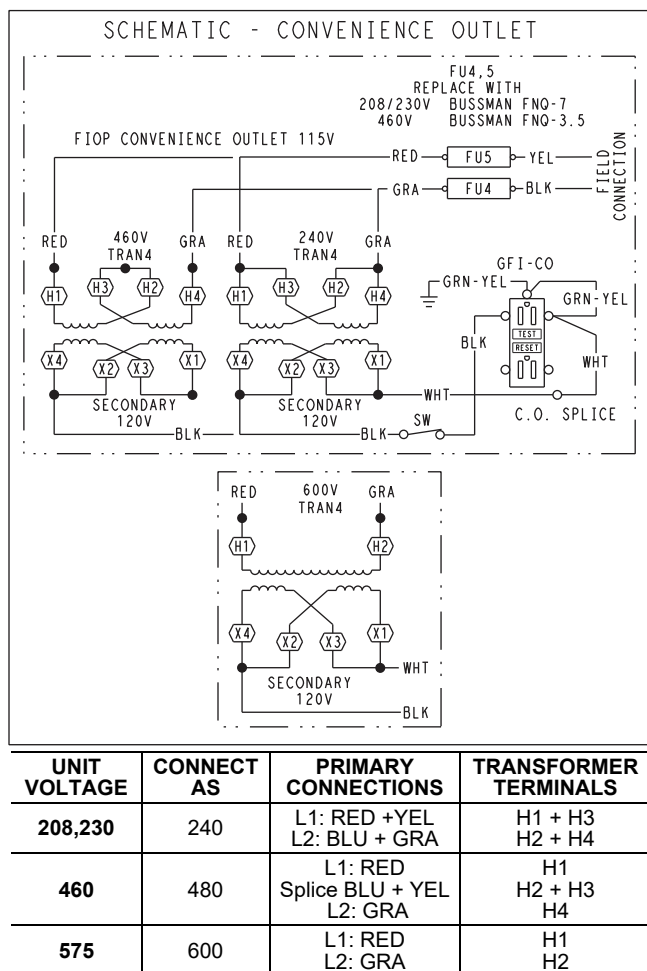 SCHEMATIC - CONVENIENCE OUTLET
FU4,5
REPLACE WITH
208/230V BUSSMAN FNQ-7
460V BUSSMAN FNQ-3.5
FIOP CONVENIENCE OUTLET 115V
RED FU5 YEL
GRA FU4 BLK
FIELD CONNECTION
RED 460V TRAN4 GRA
RED 240V TRAN4 GRA
H1 H3 H2 H4
H1 H3 H2 H4
GFI-CO
GRN-YEL
GRN-YEL
TEST
RESET
BLK
WHT
X4 X2 X3 X1
X4 X2 X3 X1
SECONDARY 120V
SECONDARY 120V
WHT
C.O. SPLICE
BLK
BLK
SW
RED 600V TRAN4 GRA
H1 H2
X4 X2 X3 X1
WHT
SECONDARY 120V
BLK
UNIT VOLTAGE CONNECT AS PRIMARY CONNECTIONS TRANSFORMER TERMINALS
208,230 240 L1: RED +YEL H1 + H3
L2: BLU + GRA H2 + H4
460 480 L1: RED H1
Splice BLU + YEL H2 + H3
L2: GRA H4
575 600 L1: RED H1
L2: GRA H2